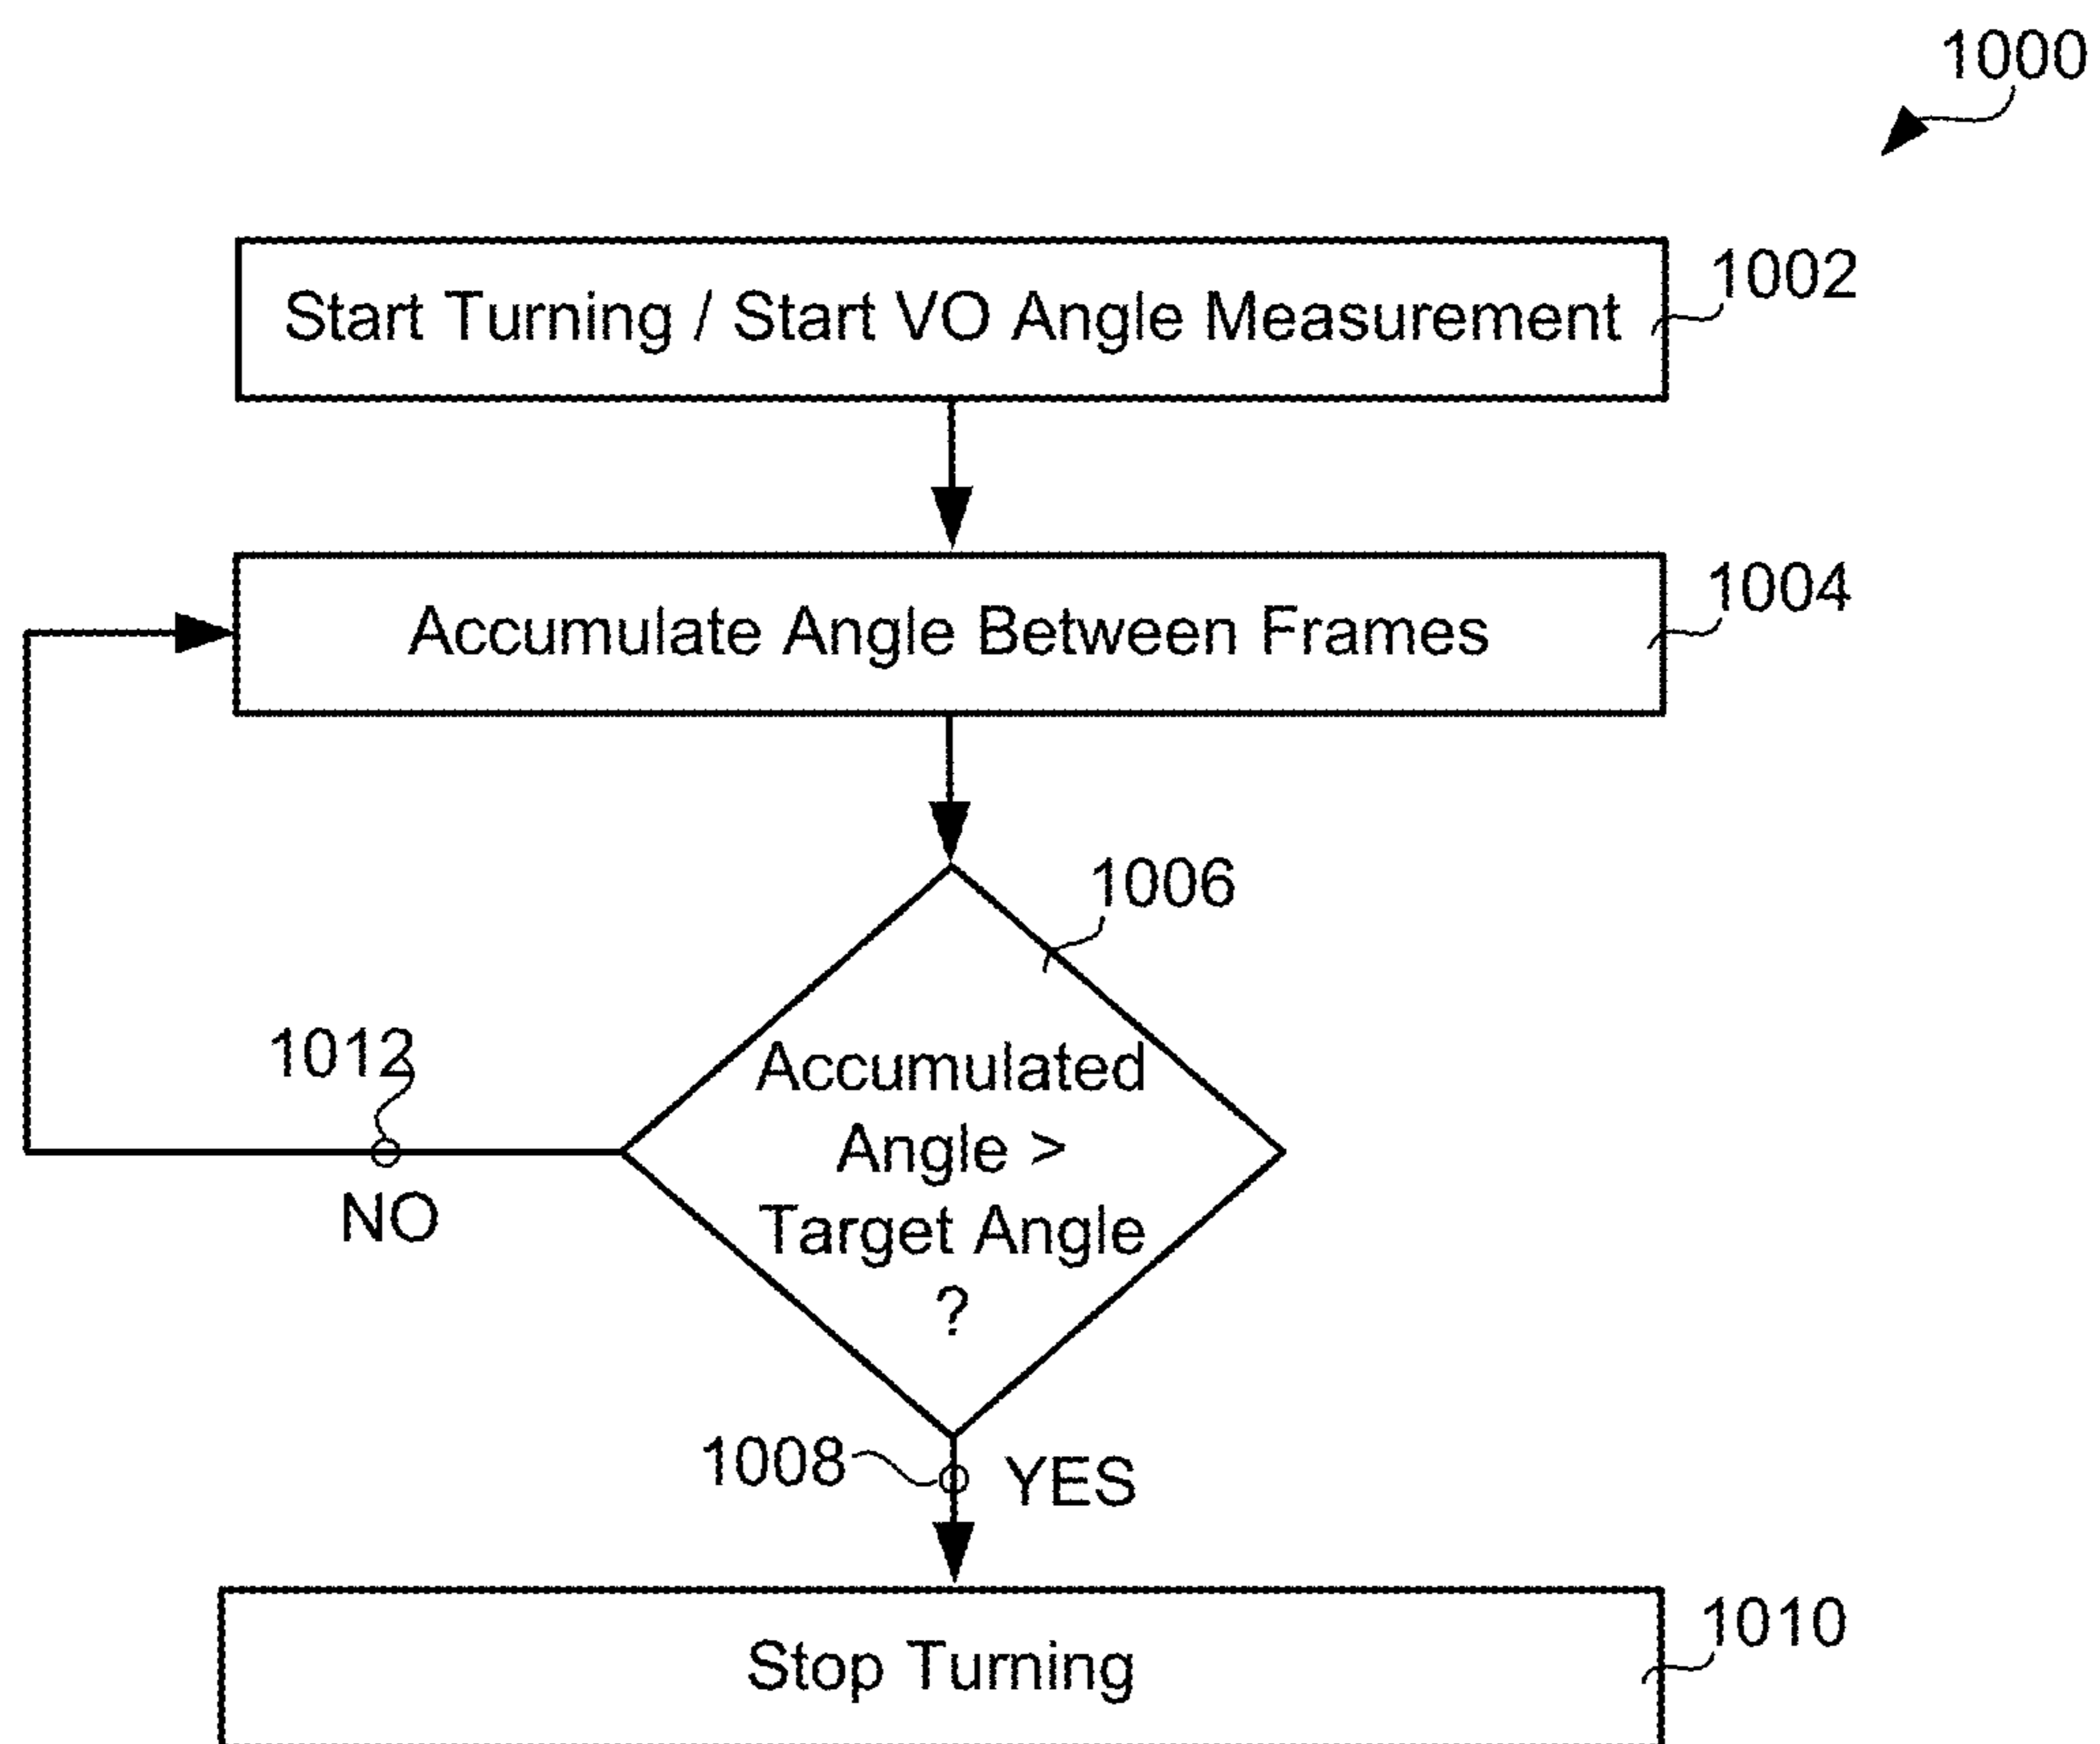 1000
Start Turning / Start VO Angle Measurement
1002
Accumulate Angle Between Frames
1004
1006
Accumulated
Angle >
Target Angle
?
1012
NO
1008
YES
Stop Turning
1010